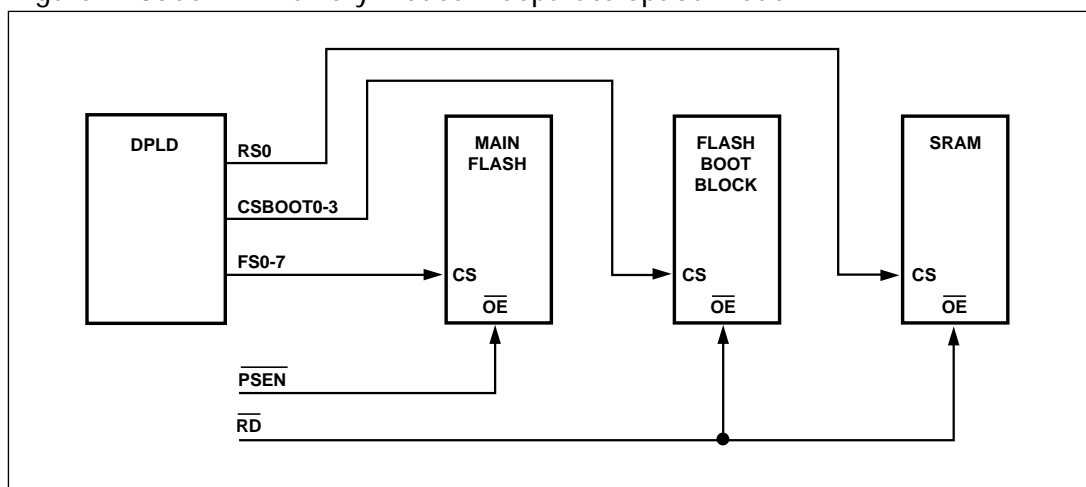 DPLD
RS0
CSBOOT0-3
FS0-7
MAIN
FLASH
CS
OE
FLASH
BOOT
BLOCK
CS
OE
SRAM
CS
OE
PSEN
RD